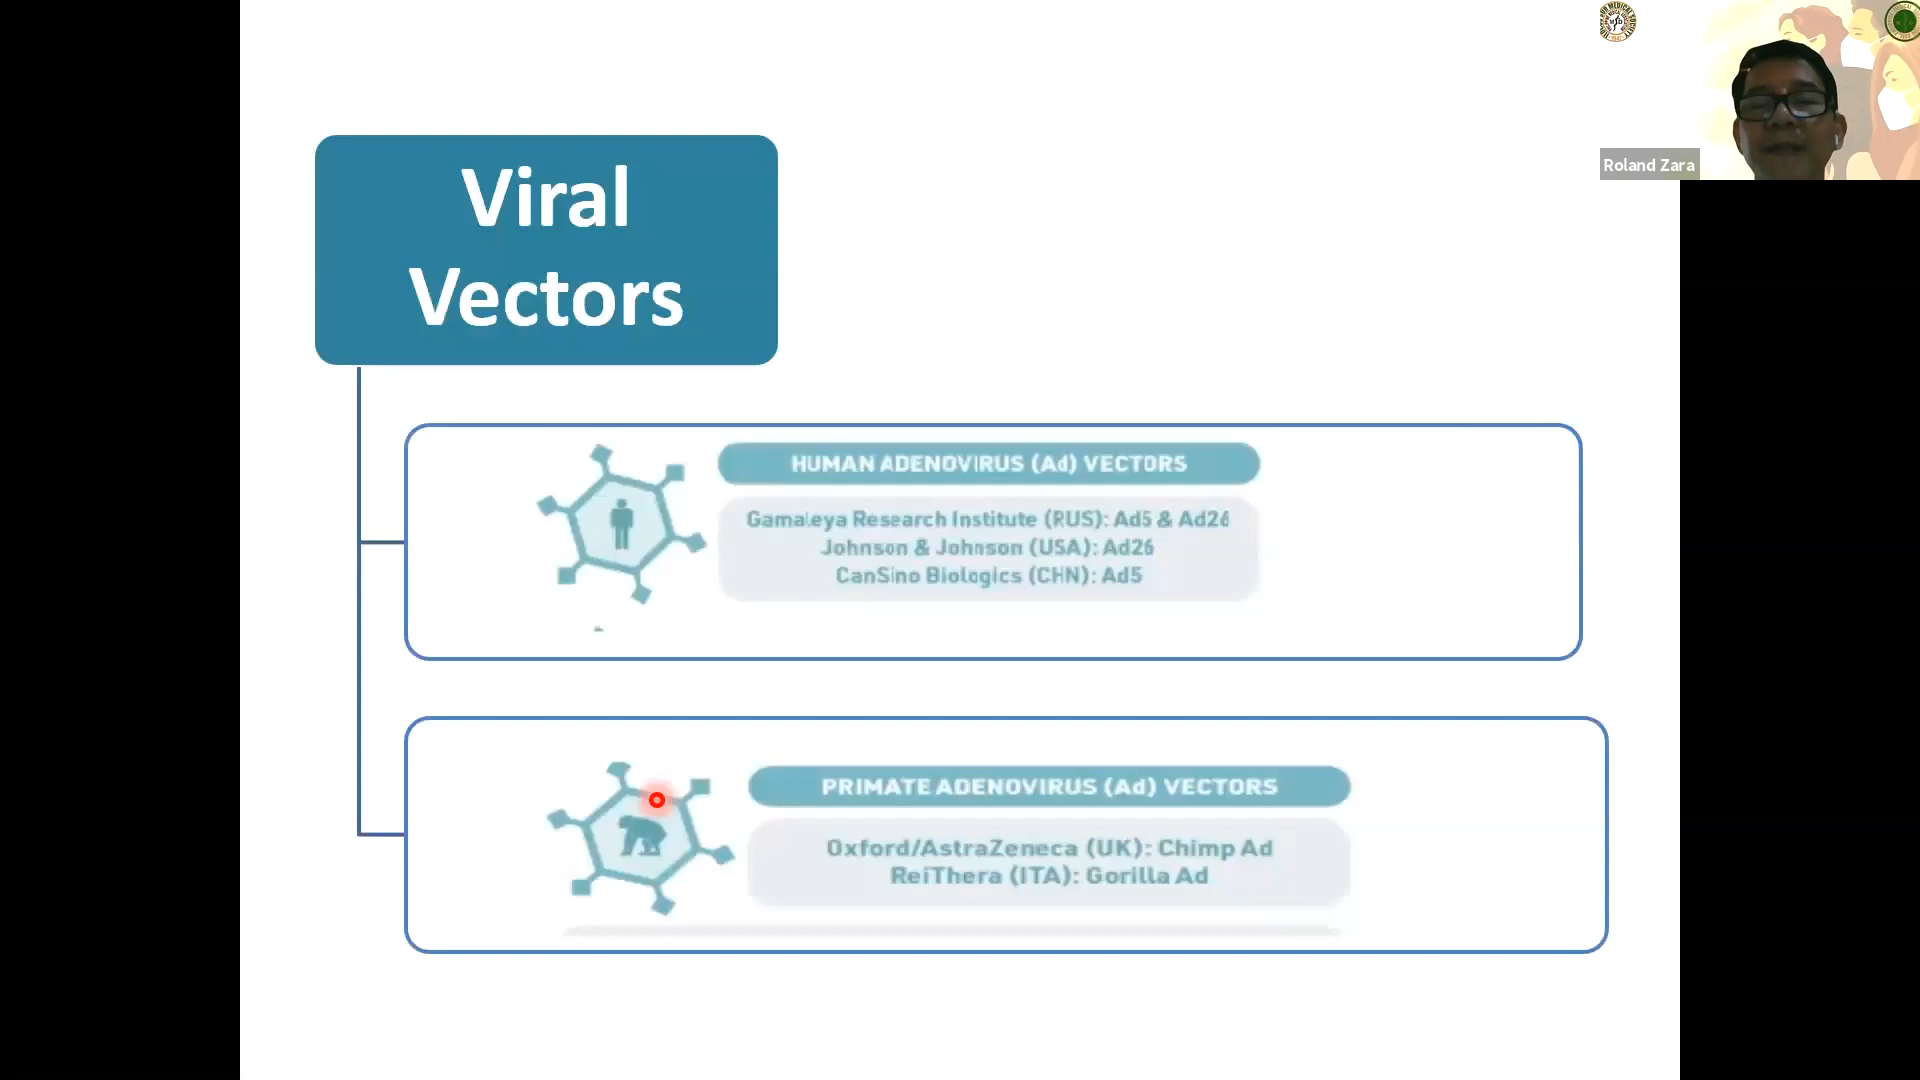 Roland Zara
Viral
Vectors
HUMAN ADENOVIRUS (Ad) VECTORS
Gamaleya Research Institute (RUS): Ad5 & Ad26
Johnson & Johnson (USA): Ad26
CanSino Biologics (CHN): Ad5
PRIMATE ADENOVIRUS (Ad) VECTORS
Oxford/AstraZeneca (UK): Chimp Ad
ReiThera (ITA): Gorilla Ad